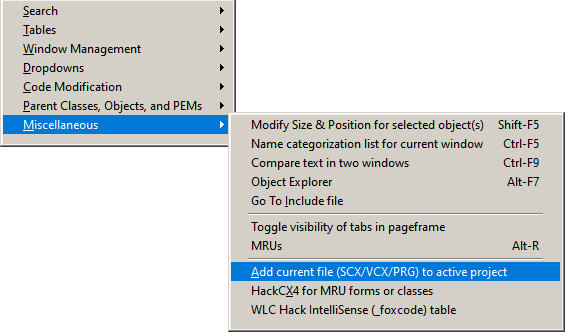 Search
Tables
Window Management
Dropdowns
Code Modification
Parent Classes, Objects, and PEMs
Miscellaneous
Modify Size & Position for selected object(s) Shift-F5
Name categorization list for current window Ctrl-F5
Compare text in two windows Ctrl-F9
Object Explorer Alt-F7
Go To Include file
Toggle visibility of tabs in pageframe
MRUs Alt-R
Add current file (SCX/VCX/PRG) to active project
HackCX4 for MRU forms or classes
WLC Hack IntelliSense (_foxcode) table